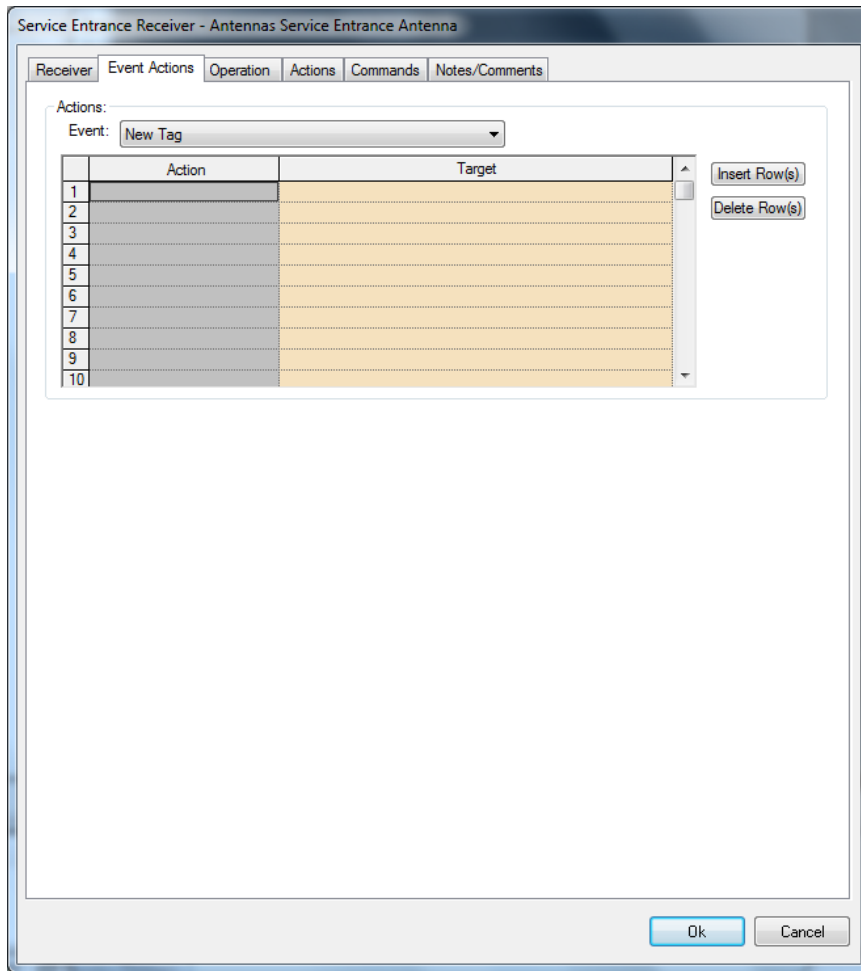 Service Entrance Receiver - Antennas Service Entrance Antenna
Receiver Event Actions Operation Actions Commands Notes/Comments
Actions:
Event: New Tag
Action Target
Insert Row(s)
1
Delete Row(s)
2
3
4
5
6
7
8
9
10
Ok Cancel